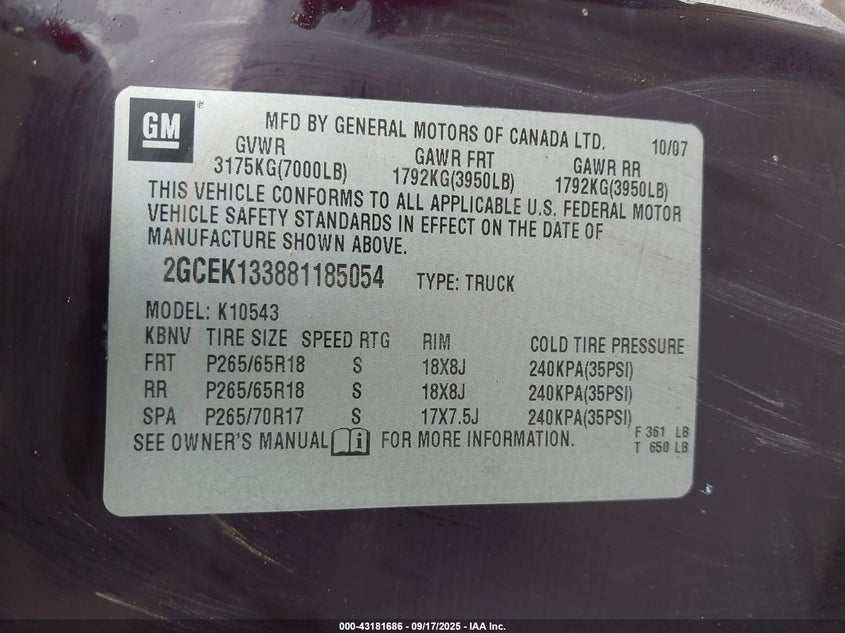 GM ®
MFD BY GENERAL MOTORS OF CANADA LTD. 10/07
GVWR GAWR FRT GAWR RR
3175KG(7000LB) 1792KG(3950LB) 1792KG(3950LB)
THIS VEHICLE CONFORMS TO ALL APPLICABLE U.S. FEDERAL MOTOR
VEHICLE SAFETY STANDARDS IN EFFECT ON THE DATE OF
MANUFACTURE SHOWN ABOVE.
2GCEK133881185054 TYPE: TRUCK
MODEL: K10543
KBNV TIRE SIZE SPEED RTG RIM COLD TIRE PRESSURE
FRT P265/65R18 S 18X8J 240KPA(35PSI)
RR P265/65R18 S 18X8J 240KPA(35PSI)
SPA P265/70R17 S 17X7.5J 240KPA(35PSI)
SEE OWNER'S MANUAL i FOR MORE INFORMATION.
F 361 LB
T 650 LB
000-43181686 - 09/17/2025 - IAA Inc.